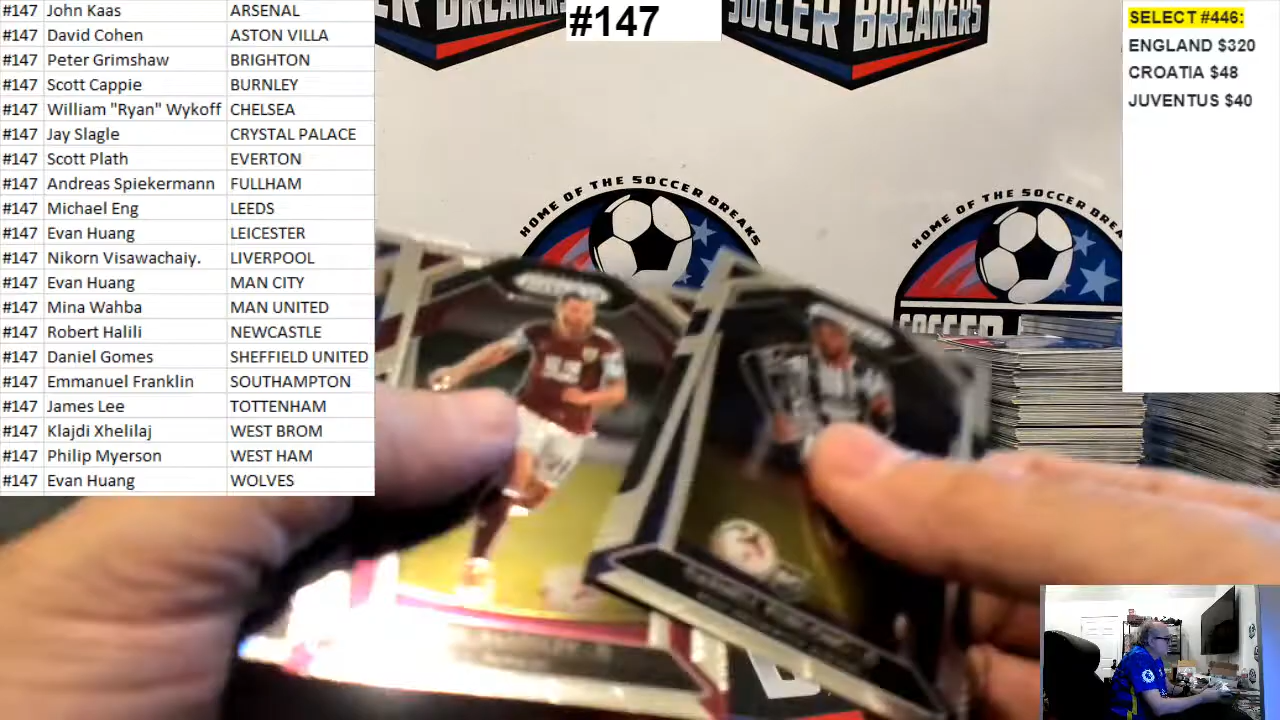 #147 John Kaas ARSENAL
#147 David Cohen ASTON VILLA
#147 Peter Grimshaw BRIGHTON
#147 Scott Cappie BURNLEY
#147 William "Ryan" Wykoff CHELSEA
#147 Jay Slagle CRYSTAL PALACE
#147 Scott Plath EVERTON
#147 Andreas Spiekermann FULLHAM
#147 Michael Eng LEEDS
#147 Evan Huang LEICESTER
#147 Nikorn Visawachaiy. LIVERPOOL
#147 Evan Huang MAN CITY
#147 Mina Wahba MAN UNITED
#147 Robert Halili NEWCASTLE
#147 Daniel Gomes SHEFFIELD UNITED
#147 Emmanuel Franklin SOUTHAMPTON
#147 James Lee TOTTENHAM
#147 Klajdi Xhelilaj WEST BROM
#147 Philip Myerson WEST HAM
#147 Evan Huang WOLVES
#147
SOCCER BREAKERS
SELECT #446:
ENGLAND $320
CROATIA $48
JUVENTUS $40
HOME OF THE SOCCER BREAKS
HOME OF THE SOCCER BREA
SOCCER